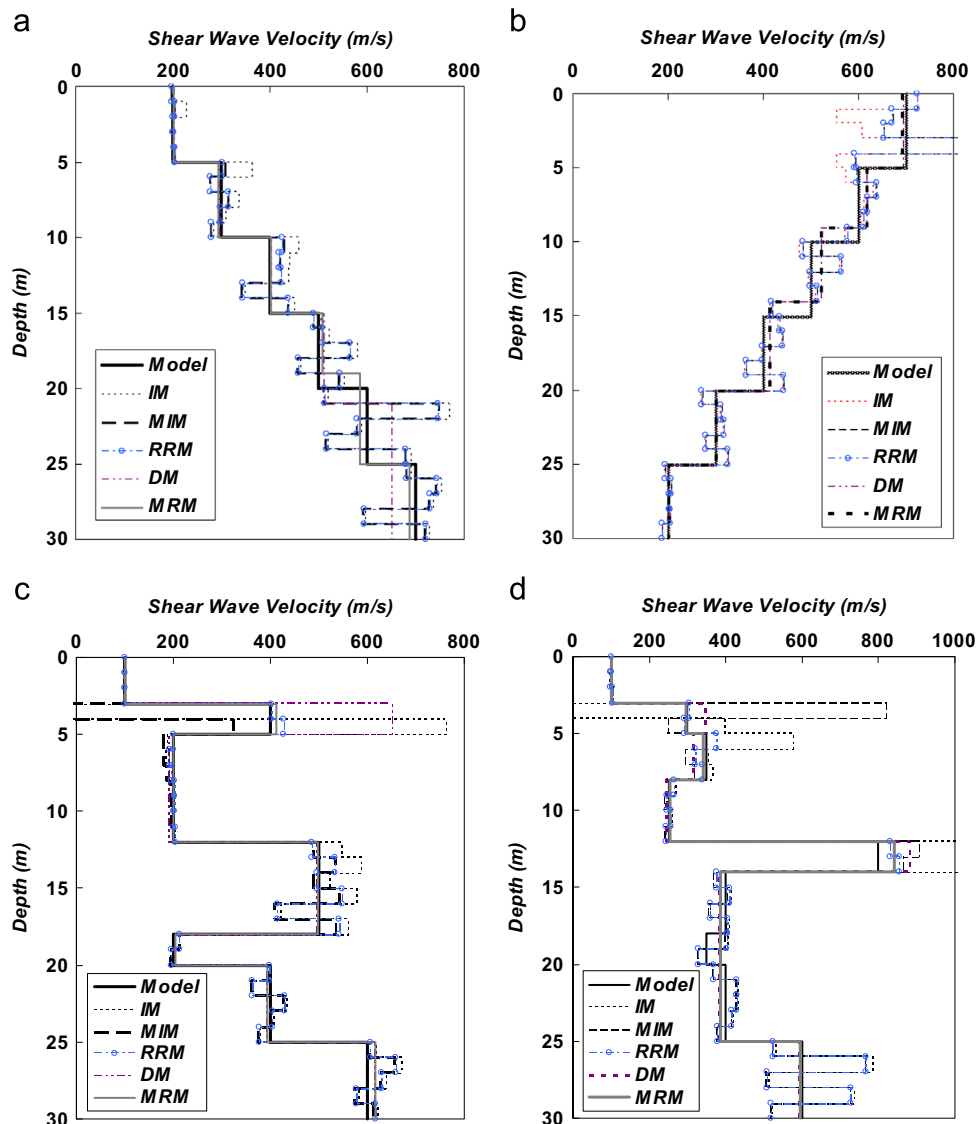 a
Shear Wave Velocity (m/s)
0 200 400 600 800
0
5
10
15
20
25
30
Depth (m)
Model
IM
MIM
RRM
DM
MRM
b
Shear Wave Velocity (m/s)
0 200 400 600 800
0
5
10
15
20
25
30
Depth (m)
Model
IM
MIM
RRM
DM
MRM
c
Shear Wave Velocity (m/s)
0 200 400 600 800
0
5
10
15
20
25
30
Depth (m)
Model
IM
MIM
RRM
DM
MRM
d
Shear Wave Velocity (m/s)
0 200 400 600 800 1000
0
5
10
15
20
25
30
Depth (m)
Model
IM
MIM
RRM
DM
MRM